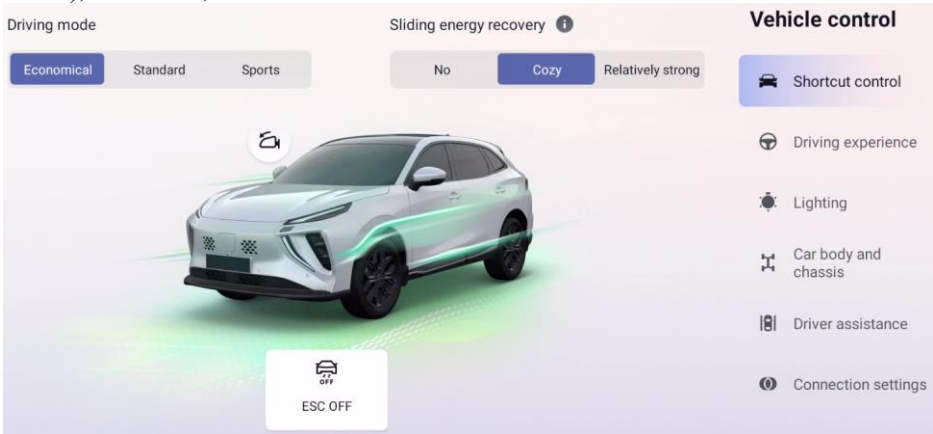 Driving mode
Economical
Standard
Sports
Sliding energy recovery
No
Cozy
Relatively strong
OFF
ESC OFF
Vehicle control
Shortcut control
Driving experience
Lighting
Car body and
chassis
Driver assistance
Connection settings